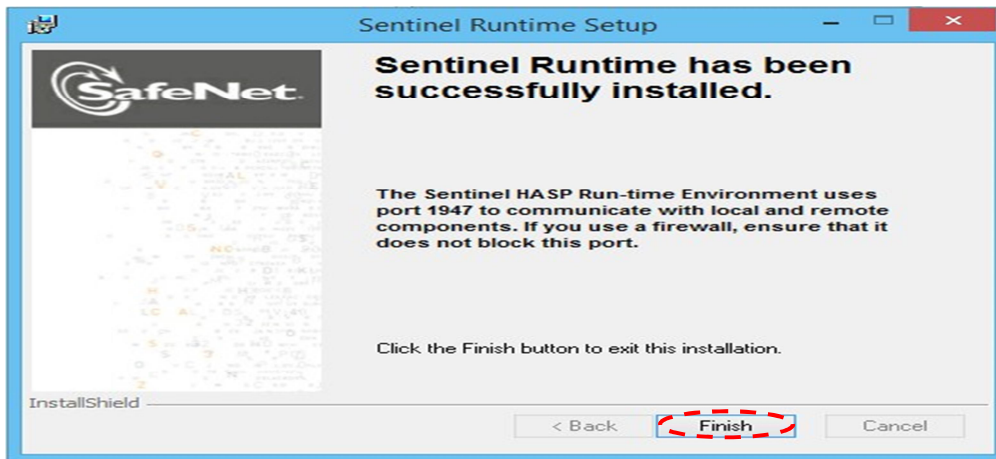 Sentinel Runtime Setup
SafeNet.
Sentinel Runtime has been
successfully installed.
The Sentinel HASP Run-time Environment uses
port 1947 to communicate with local and remote
components. If you use a firewall, ensure that it
does not block this port.
Click the Finish button to exit this installation.
InstallShield
< Back
Finish
Cancel